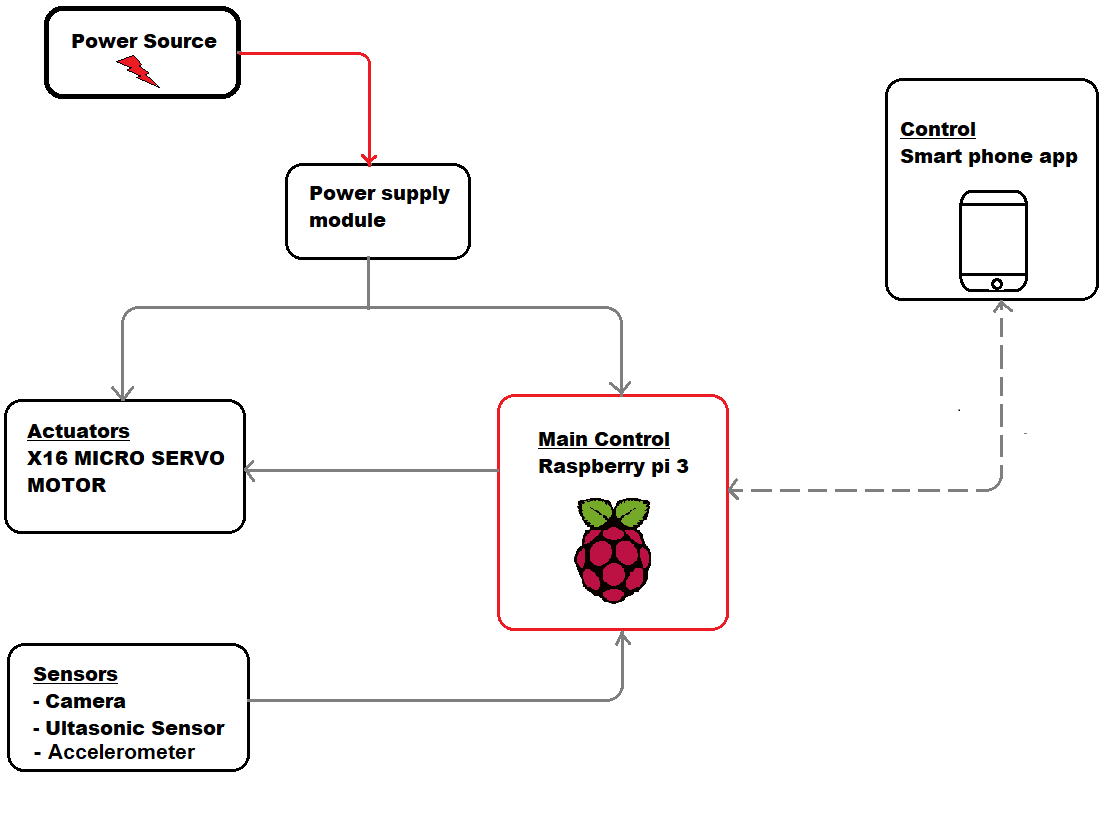 Power Source
Power supply
module
Control
Smart phone app
Actuators
X16 MICRO SERVO
MOTOR
Main Control
Raspberry pi 3
Sensors
- Camera
- Ultasonic Sensor
- Accelerometer